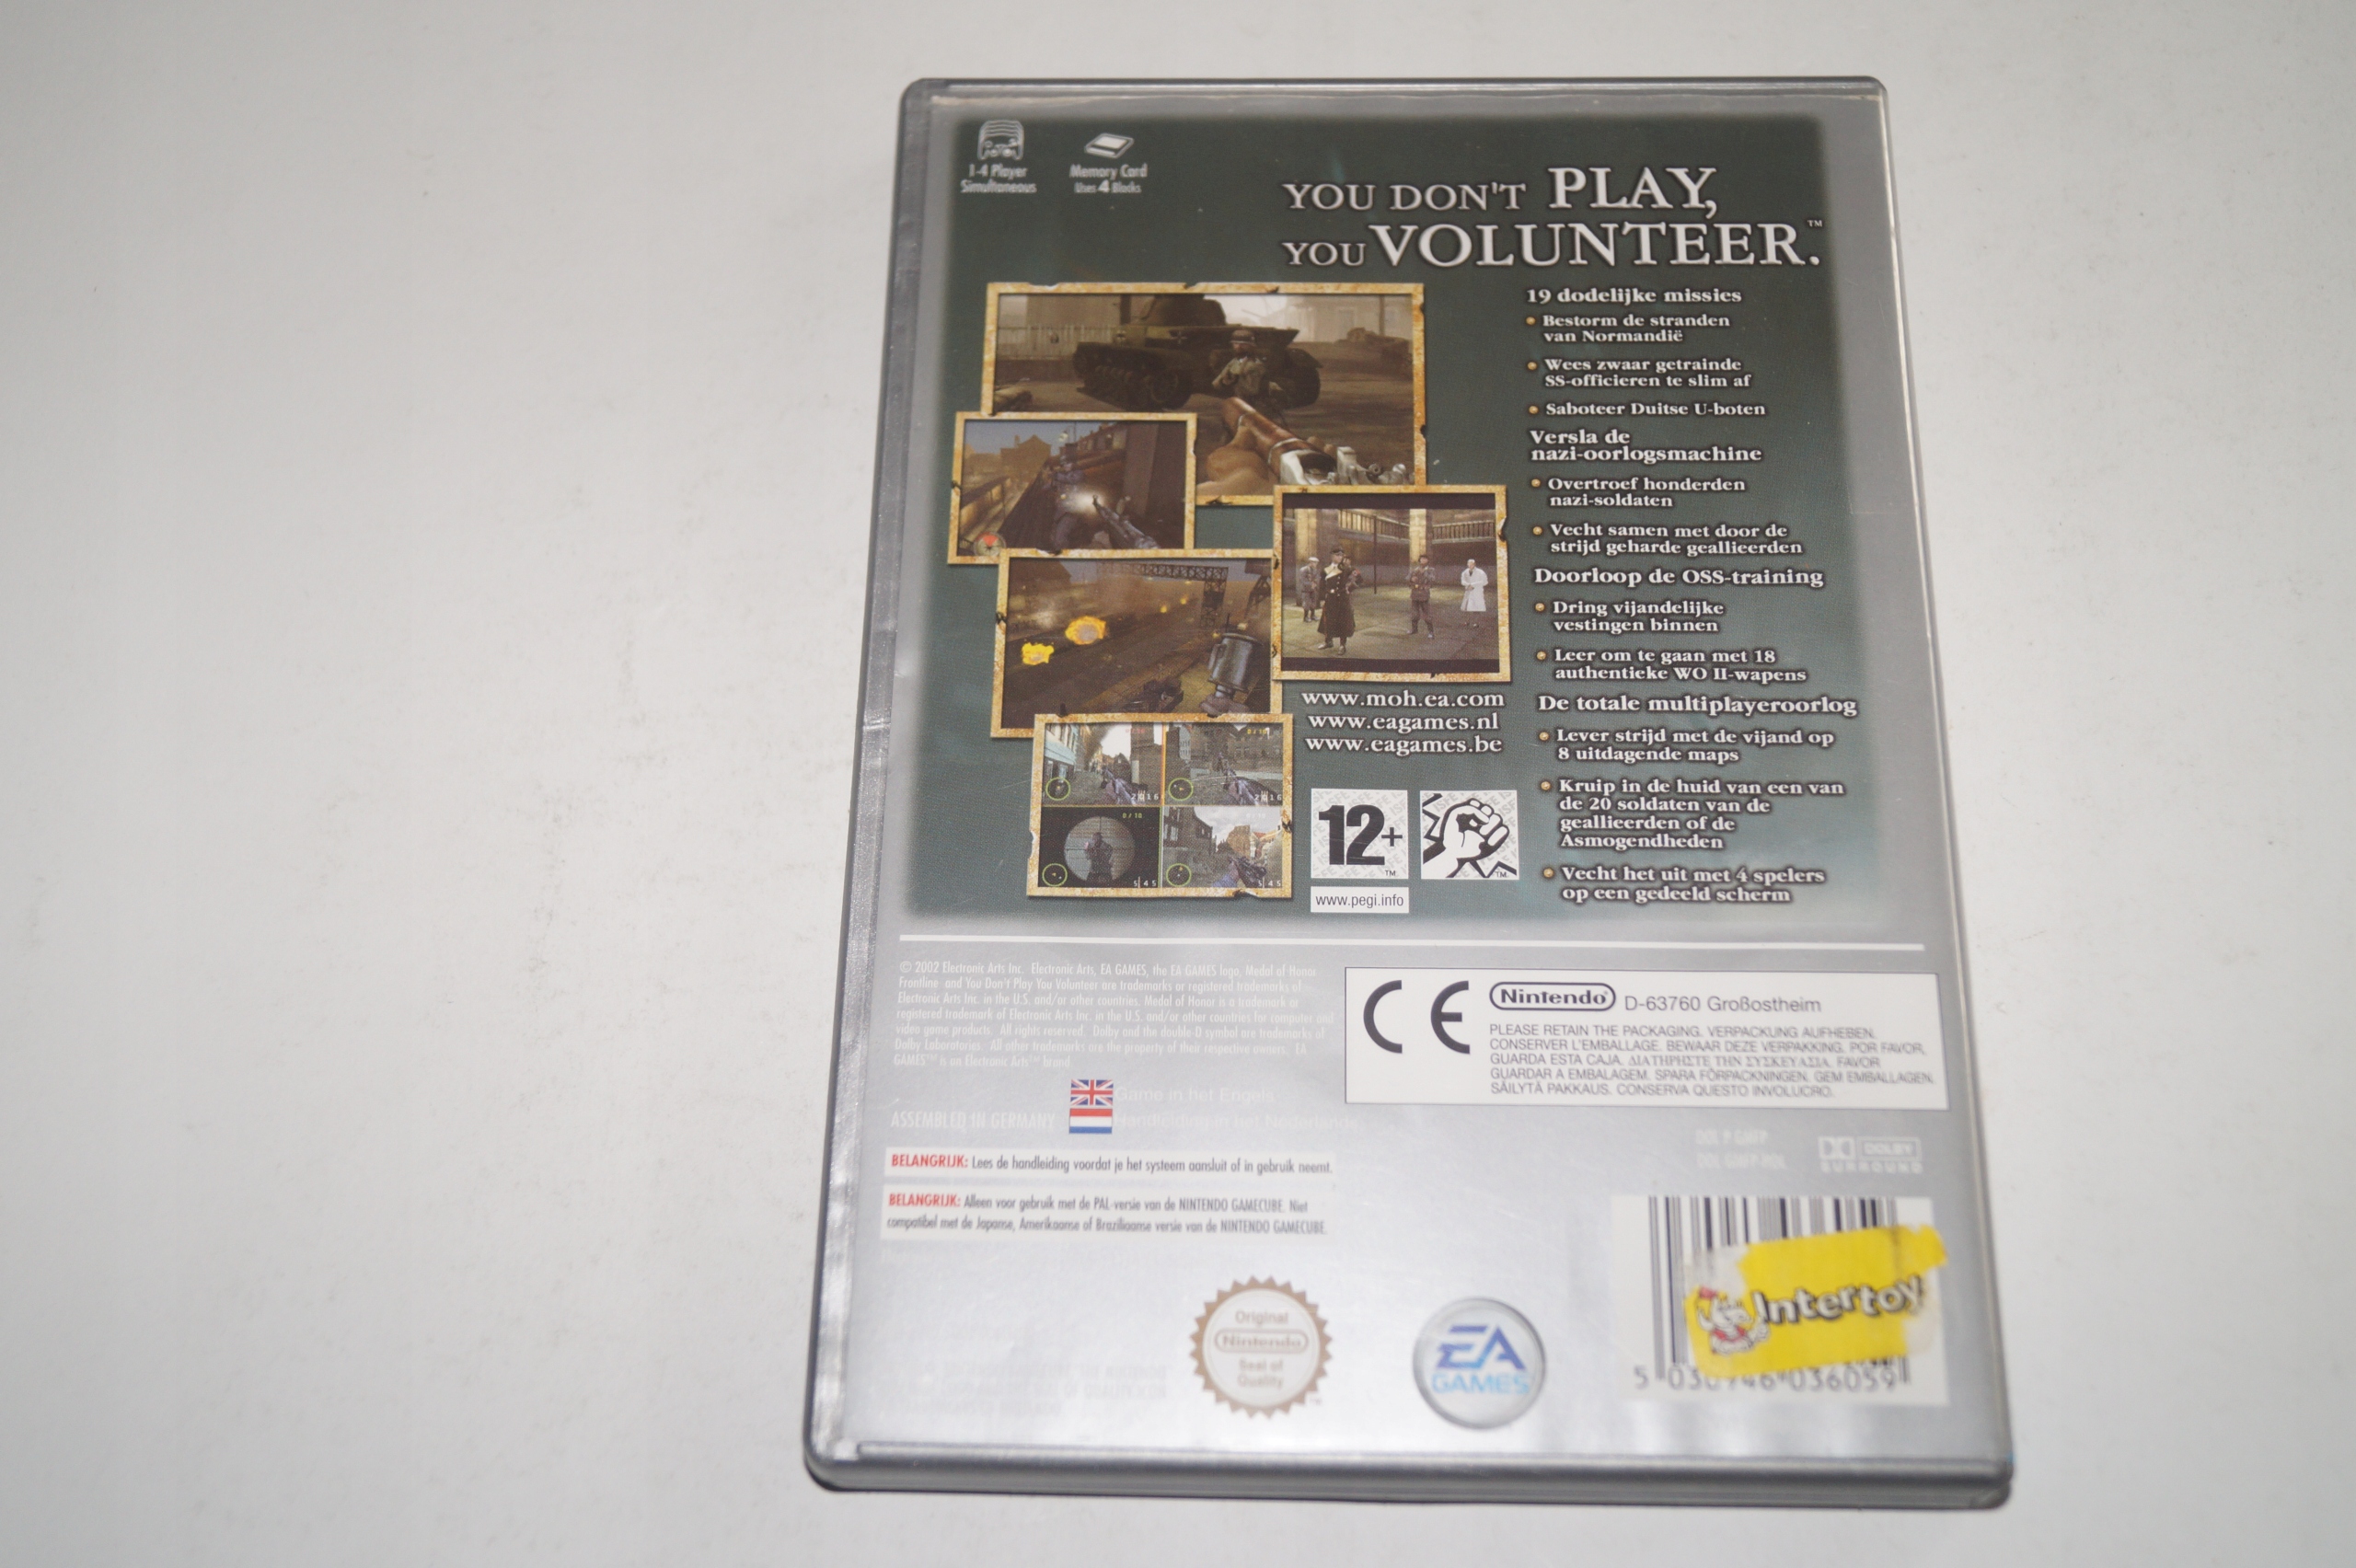 1-4 Player
Simultaneous
Memory Card
Uses 4 Blocks
YOU DON'T PLAY,
YOU VOLUNTEER.™
19 dodelijke missies
• Bestorm de stranden
van Normandië
• Wees zwaar getrainde
SS-officieren te slim af
• Saboteer Duitse U-boten
Versla de
nazi-oorlogsmachine
• Overtroef honderden
nazi-soldaten
• Vecht samen met door de
strijd geharde geallieerden
Doorloop de OSS-training
• Dring vijandelijke
vestingen binnen
• Leer om te gaan met 18
authentieke WO II-wapens
De totale multiplayeroorlog
• Lever strijd met de vijand op
8 uitdagende maps
• Kruip in de huid van een van
de 20 soldaten van de
geallieerden of de
Asmogendheden
• Vecht het uit met 4 spelers
op een gedeeld scherm
www.moh.ea.com
www.eagames.nl
www.eagames.be
12+
www.pegi.info
© 2002 Electronic Arts Inc. Electronic Arts, EA GAMES, the EA GAMES logo, Medal of Honor
Frontline and You Don't Play You Volunteer are trademarks or registered trademarks of
Electronic Arts Inc. in the U.S. and/or other countries. Medal of Honor is a trademark or
registered trademark of Electronic Arts Inc. in the U.S. and/or other countries for computer and
video game products. All rights reserved. Dolby and the double-D symbol are trademarks of
Dolby Laboratories. All other trademarks are the property of their respective owners. EA
GAMES™ is an Electronic Arts™ brand
CE
Nintendo® D-63760 Großostheim
PLEASE RETAIN THE PACKAGING. VERPACKUNG AUFHEBEN.
CONSERVER L'EMBALLAGE. BEWAAR DEZE VERPAKKING. POR FAVOR,
GUARDA ESTA CAJA. ΔΙΑΤΗΡΗΣΤΕ ΤΗΝ ΣΥΣΚΕΥΑΣΙΑ. FAVOR
GUARDAR A EMBALAGEM. SPARA FÖRPACKNINGEN. GEM EMBALLAGEN.
SÄILYTÄ PAKKAUS. CONSERVA QUESTO INVOLUCRO.
Game in het Engels
ASSEMBLED IN GERMANY
Handleiding in het Nederlands
BELANGRIJK: Lees de handleiding voordat je het systeem aansluit of in gebruik neemt.
BELANGRIJK: Alleen voor gebruik met de PAL-versie van de NINTENDO GAMECUBE. Niet
compatibel met de Japanse, Amerikaanse of Braziliaanse versie van de NINTENDO GAMECUBE.
DOLBY
SURROUND
Original
Nintendo
Seal of
Quality
EA
GAMES
Intertoy
036059